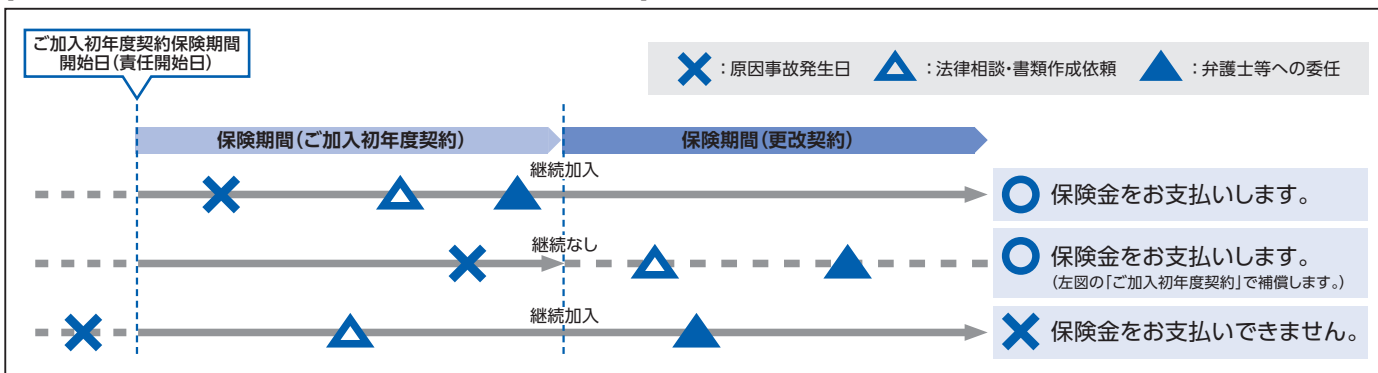 ご加入初年度契約保険期間
開始日(責任開始日)
:原因事故発生日
:法律相談・書類作成依頼
:弁護士等への委任
保険期間(ご加入初年度契約)
保険期間(更改契約)
継続加入
保険金をお支払いします。
継続なし
保険金をお支払いします。
(左図の「ご加入初年度契約」で補償します。)
継続加入
保険金をお支払いできません。